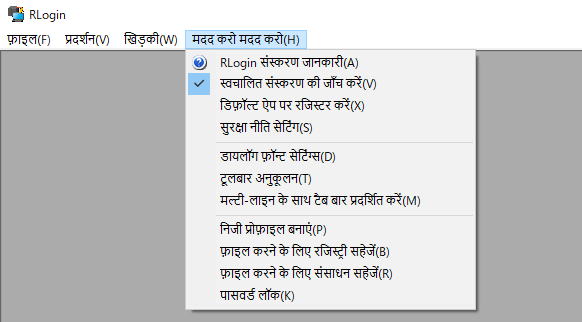 RLogin
फ़ाइल(F) प्रदर्शन(V) खिड़की(W) मदद करो मदद करो(H)
RLogin संस्करण जानकारी(A)
स्वचालित संस्करण की जाँच करें(V)
डिफ़ॉल्ट ऐप पर रजिस्टर करें(X)
सुरक्षा नीति सेटिंग(S)
डायलॉग फ़ॉन्ट सेटिंग्स(D)
टूलबार अनुकूलन(T)
मल्टी-लाइन के साथ टैब बार प्रदर्शित करें(M)
निजी प्रोफ़ाइल बनाएं(P)
फ़ाइल करने के लिए रजिस्ट्री सहेजें(B)
फ़ाइल करने के लिए संसाधन सहेजें(R)
पासवर्ड लॉक(K)